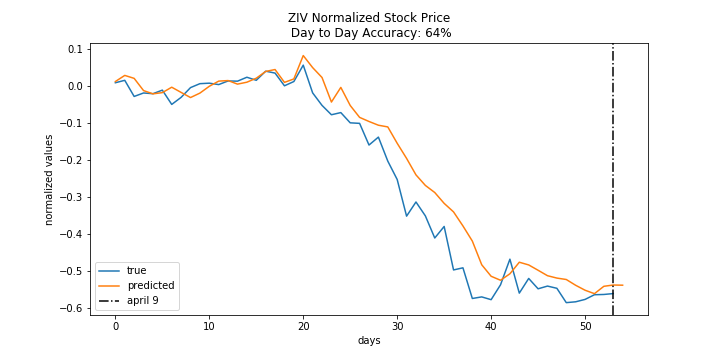 ZIV Normalized Stock Price
Day to Day Accuracy: 64%
normalized values
0.1
0.0
−0.1
−0.2
−0.3
−0.4
−0.5
−0.6
true
predicted
april 9
0 10 20 30 40 50
days